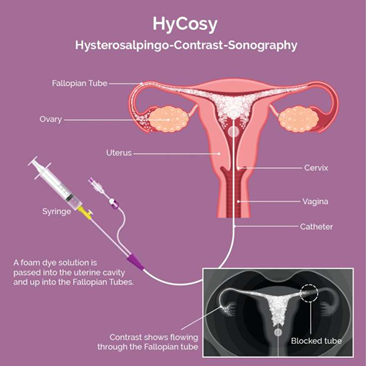 HyCosy
Hysterosalpingo-Contrast-Sonography
Fallopian Tube
Ovary
Uterus
Cervix
Vagina
Syringe
Catheter
A foam dye solution is
passed into the uterine cavity
and up into the Fallopian Tubes.
Contrast shows flowing
through the Fallopian tube
Blocked tube